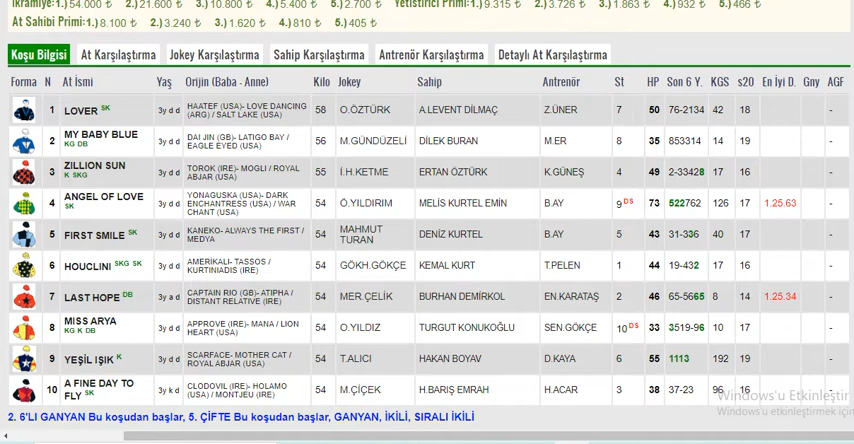 İkramiye:1.) 54.000 ₺ 2.) 21.600 ₺ 3.) 10.800 ₺ 4.) 5.400 ₺ 5.) 2.700 ₺ Yetiştirici Primi:1.) 9.315 ₺ 2.) 3.726 ₺ 3.) 1.863 ₺ 4.) 932 ₺ 5.) 466 ₺
At Sahibi Primi:1.) 8.100 ₺ 2.) 3.240 ₺ 3.) 1.620 ₺ 4.) 810 ₺ 5.) 405 ₺
Koşu Bilgisi At Karşılaştırma Jokey Karşılaştırma Sahip Karşılaştırma Antrenör Karşılaştırma Detaylı At Karşılaştırma
Forma N At İsmi Yaş Orijin (Baba - Anne) Kilo Jokey Sahip Antrenör St HP Son 6 Y. KGS s20 En İyi D. Gny AGF
1 LOVER SK 3y d d HAATEF (USA)- LOVE DANCING (ARG) / SALT LAKE (USA) 58 O.ÖZTÜRK A.LEVENT DİLMAÇ Z.ÜNER 7 50 76-2134 42 18 -
2 MY BABY BLUE KG DB 3y d d DAI JIN (GB)- LATIGO BAY / EAGLE EYED (USA) 56 M.GÜNDÜZELİ DİLEK BURAN M.ER 8 35 853314 14 19 -
3 ZILLION SUN K SKG 3y d d TOROK (IRE)- MOGLI / ROYAL ABJAR (USA) 55 İ.H.KETME ERTAN ÖZTÜRK K.GÜNEŞ 4 49 2-33428 17 16 -
4 ANGEL OF LOVE SK 3y d d YONAGUSKA (USA)- DARK ENCHANTRESS (USA) / WAR CHANT (USA) 54 Ö.YILDIRIM MELİS KURTEL EMİN B.AY 9 DS 73 522762 126 17 1.25.63 -
5 FIRST SMILE SK 3y d d KANEKO- ALWAYS THE FIRST / MEDYA 54 MAHMUT TURAN DENİZ KURTEL B.AY 5 43 31-336 40 17 -
6 HOUCLINI SKG SK 3y d d AMERİKALI- TASSOS / KURTINIADIS (IRE) 54 GÖKH.GÖKÇE KEMAL KURT T.PELEN 1 44 19-432 17 16 -
7 LAST HOPE DB 3y a d CAPTAIN RIO (GB)- ATIPHA / DISTANT RELATIVE (IRE) 54 MER.ÇELİK BURHAN DEMİRKOL EN.KARATAŞ 2 46 65-5665 8 14 1.25.34 -
8 MISS ARYA KG K DB 3y a d APPROVE (IRE)- MANA / LION HEART (USA) 54 O.YILDIZ TURGUT KONUKOĞLU SEN.GÖKÇE 10 DS 33 3519-96 10 17 -
9 YEŞİL IŞIK K 3y d d SCARFACE- MOTHER CAT / ROYAL ABJAR (USA) 54 T.ALICI HAKAN BOYAV D.KAYA 6 55 1113 192 19 -
10 A FINE DAY TO FLY SK 3y k d CLODOVIL (IRE)- HOLAMO (USA) / MONTJEU (IRE) 54 M.ÇİÇEK H.BARIŞ EMRAH H.ACAR 3 38 37-23 96 16 -
Windows'u Etkinleştir
Windows'u etkinleştirmek için
2. 6'LI GANYAN Bu koşudan başlar, 5. ÇİFTE Bu koşudan başlar, GANYAN, İKİLİ, SIRALI İKİLİ